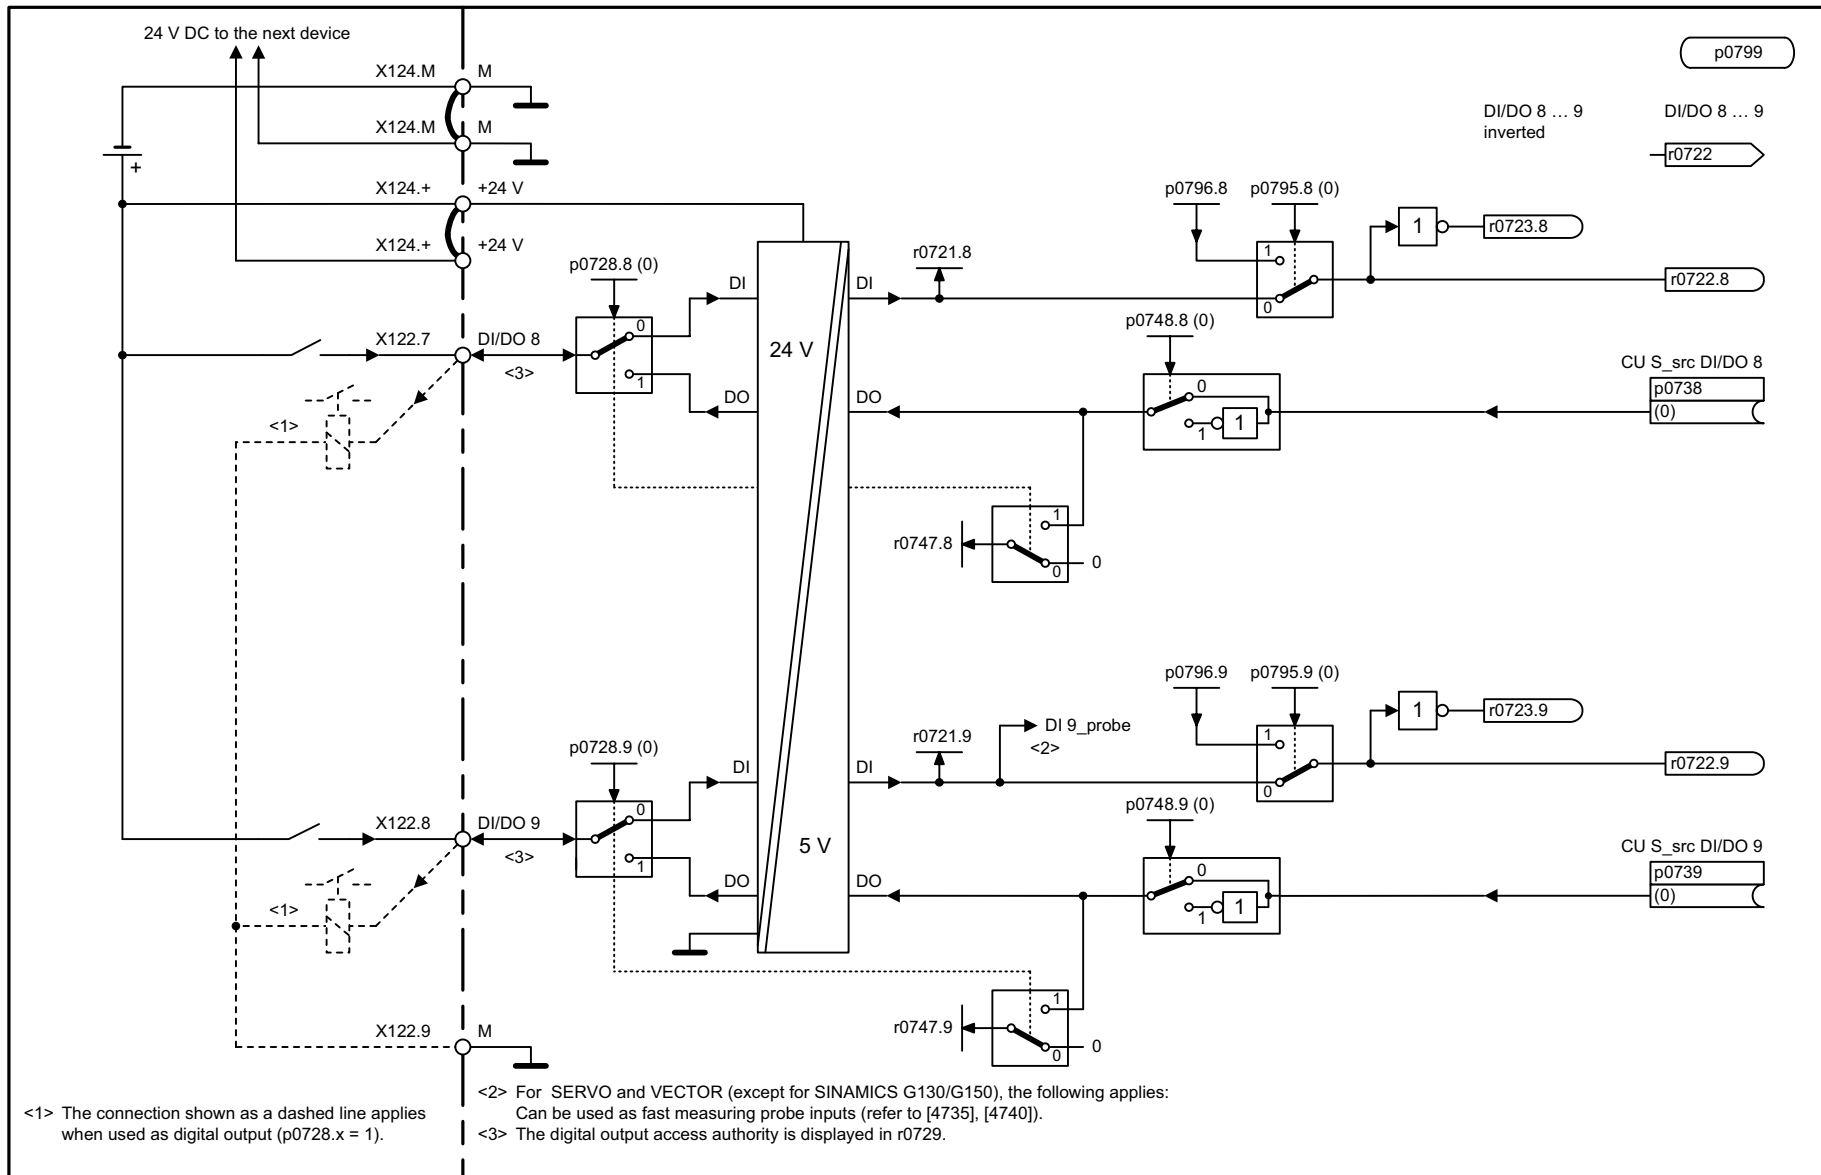 24 V DC to the next device
p0799
X124.M M
DI/DO 8 … 9
inverted
DI/DO 8 … 9
X124.M M
r0722
+
X124.+ +24 V
p0796.8 p0795.8 (0)
1 r0723.8
X124.+ +24 V
p0728.8 (0)
r0721.8
1
DI DI
r0722.8
0
p0748.8 (0)
0
X122.7 DI/DO 8
24 V
<3>
1
CU S_src DI/DO 8
0
p0738
DO DO
(0)
1 1
<1>
1
r0747.8
0 0
p0796.9 p0795.9 (0)
1 r0723.9
DI 9_probe
<2>
p0728.9 (0)
r0721.9
1
DI DI
r0722.9
0
p0748.9 (0)
0
X122.8 DI/DO 9
5 V
<3>
1
CU S_src DI/DO 9
0
p0739
DO DO
(0)
1 1
<1>
1
r0747.9
0 0
X122.9 M
<1> The connection shown as a dashed line applies
when used as digital output (p0728.x = 1).
<2> For SERVO and VECTOR (except for SINAMICS G130/G150), the following applies:
Can be used as fast measuring probe inputs (refer to [4735], [4740]).
<3> The digital output access authority is displayed in r0729.